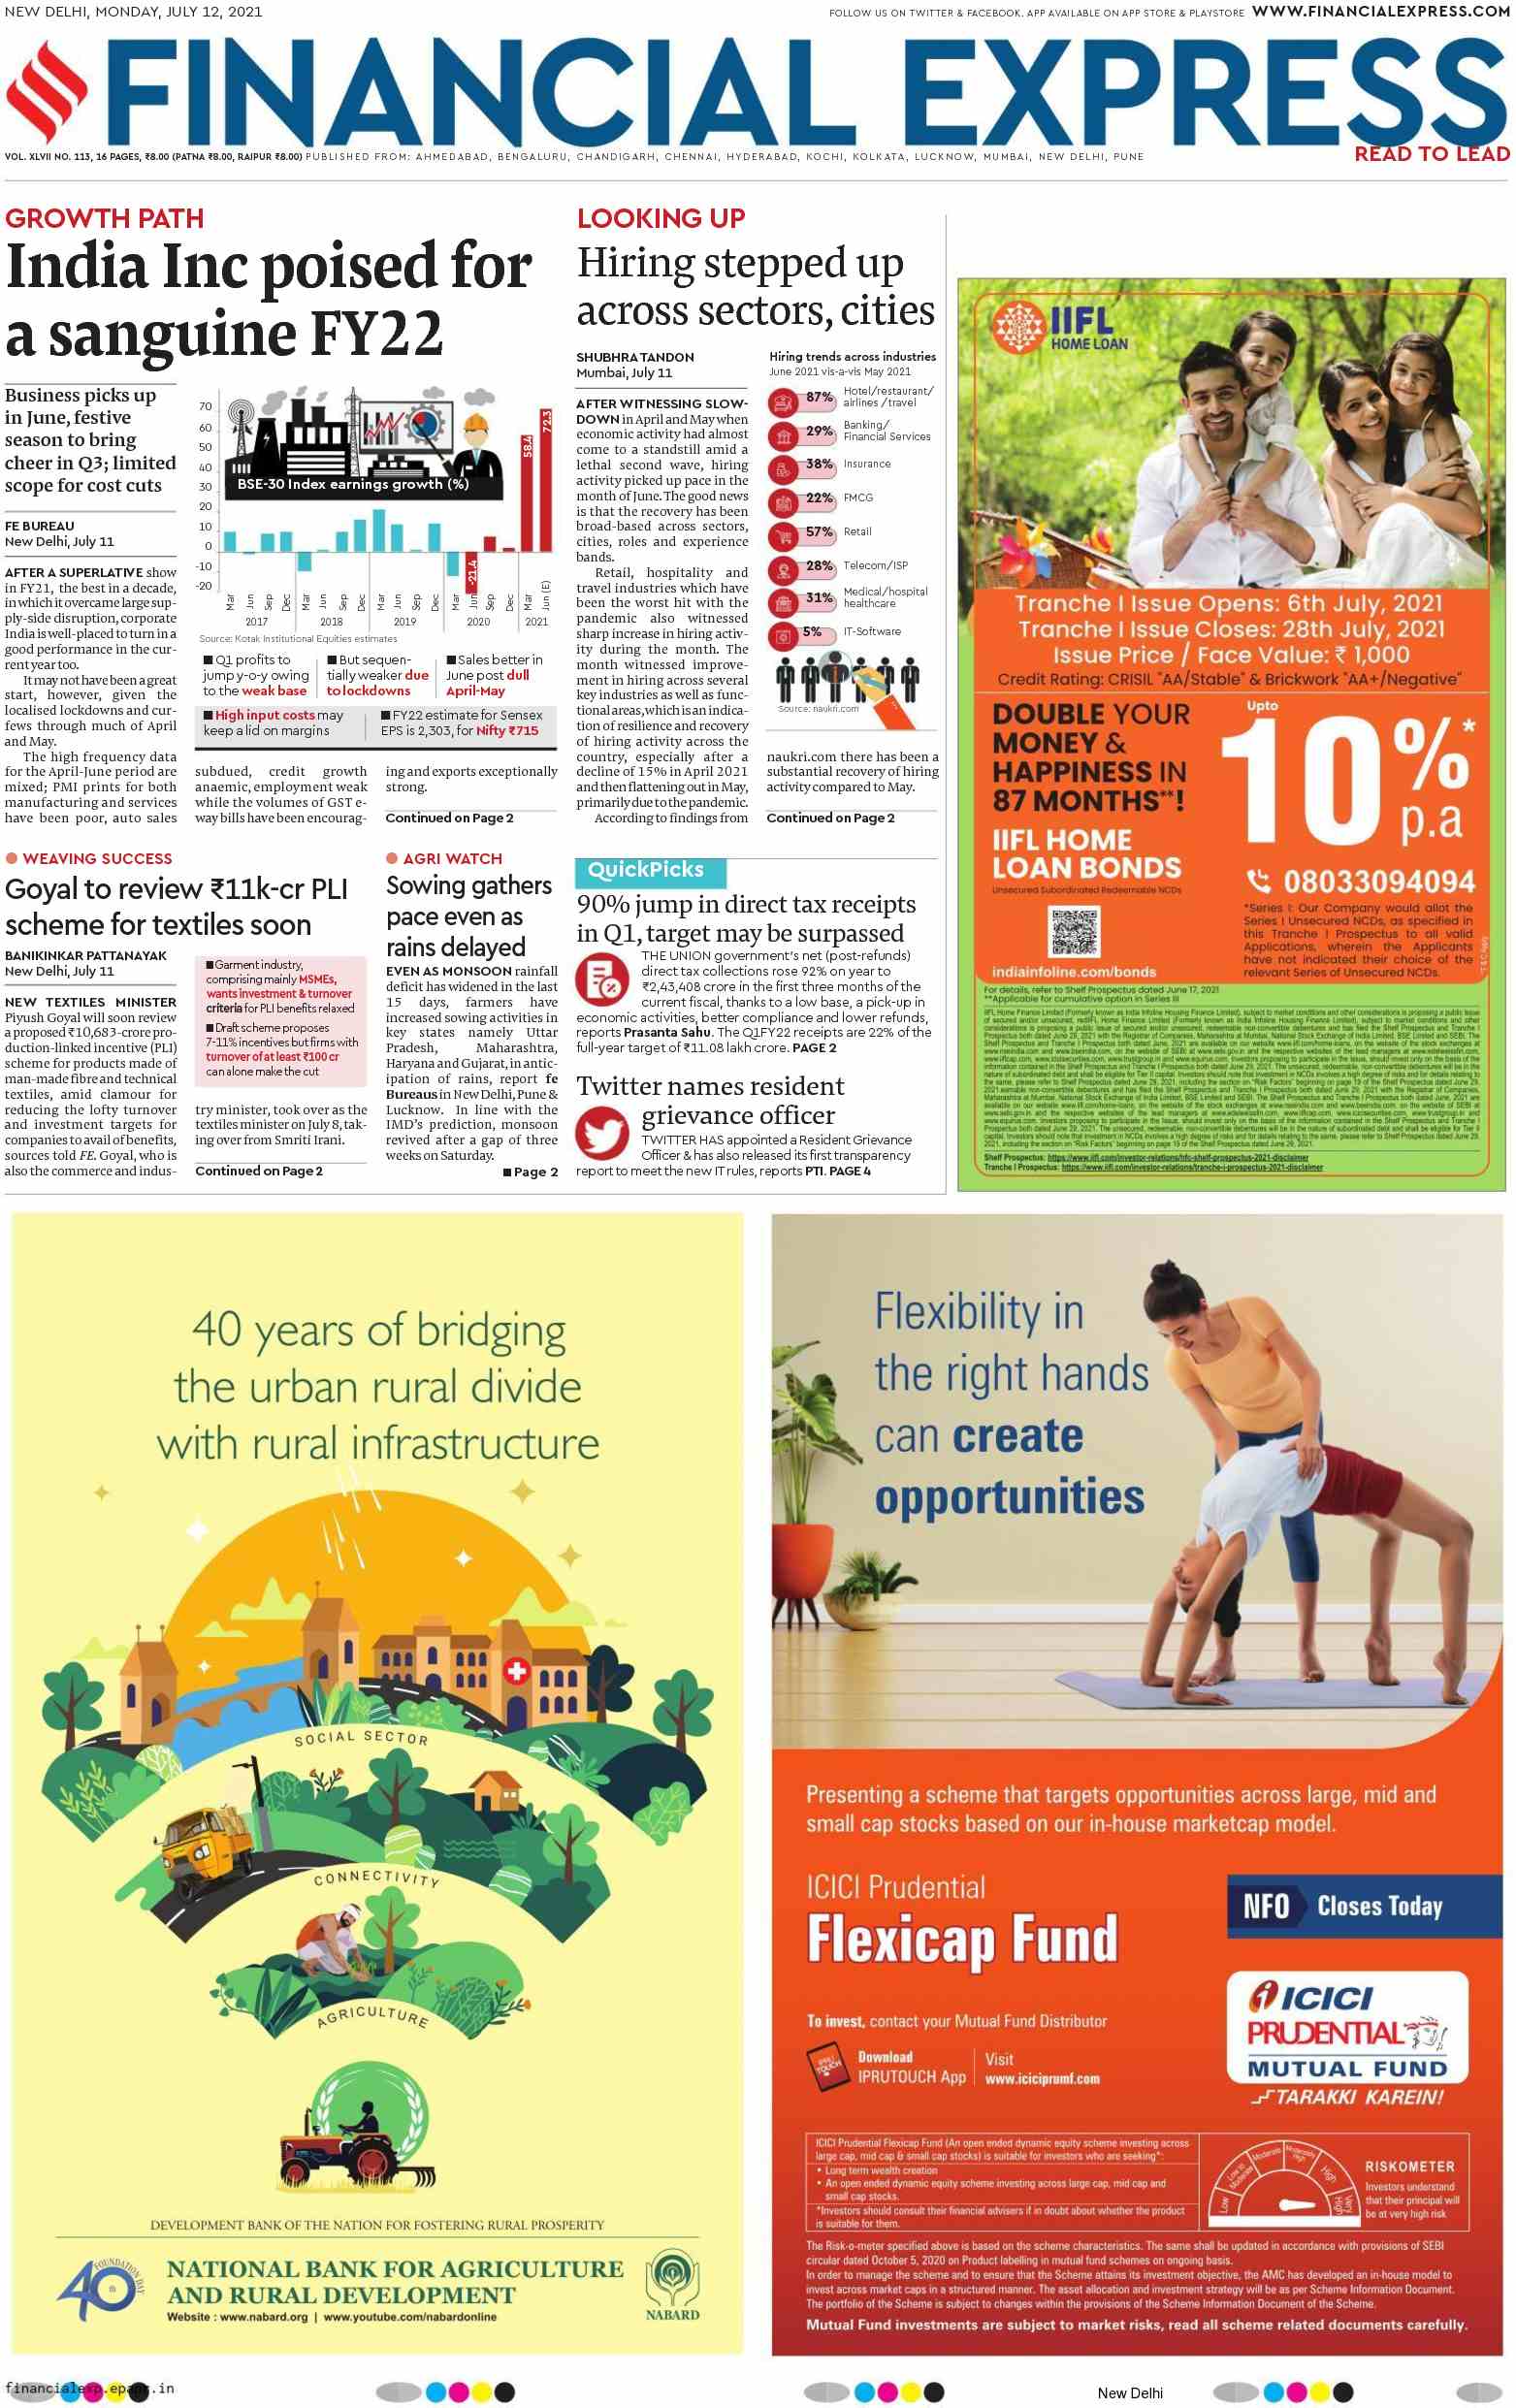 NEW DELHI, MONDAY, JULY 12, 2021
FOLLOW US ON TWITTER & FACEBOOK. APP AVAILABLE ON APP STORE & PLAYSTORE WWW.FINANCIALEXPRESS.COM
FINANCIAL EXPRESS
VOL. XLVII NO. 113, 16 PAGES, ₹8.00 (PATNA ₹8.00, RAIPUR ₹8.00) PUBLISHED FROM: AHMEDABAD, BENGALURU, CHANDIGARH, CHENNAI, HYDERABAD, KOCHI, KOLKATA, LUCKNOW, MUMBAI, NEW DELHI, PUNE
READ TO LEAD
GROWTH PATH
India Inc poised for
a sanguine FY22
Business picks up
in June, festive
season to bring
cheer in Q3; limited
scope for cost cuts
FE BUREAU
New Delhi, July 11
AFTER A SUPERLATIVE show
in FY21, the best in a decade,
in which it overcame large sup-
ply-side disruption, corporate
India is well-placed to turn in a
good performance in the cur-
rent year too.
It may not have been a great
start, however, given the
localised lockdowns and cur-
fews through much of April
and May.
The high frequency data
for the April-June period are
mixed; PMI prints for both
manufacturing and services
have been poor, auto sales
70
60
50
40
30
20
10
0
-10
-20
BSE-30 Index earnings growth (%)
-21.4
58.4
72.3
Mar Jun Sep Dec Mar Jun Sep Dec Mar Jun Sep Dec Mar Jun Sep Dec Mar Jun (E)
2017 2018 2019 2020 2021
Source: Kotak Institutional Equities estimates
Q1 profits to
jump y-o-y owing
to the weak base
But sequen-
tially weaker due
to lockdowns
Sales better in
June post dull
April-May
High input costs may
keep a lid on margins
FY22 estimate for Sensex
EPS is 2,303, for Nifty ₹715
subdued, credit growth
anaemic, employment weak
while the volumes of GST e-
way bills have been encourag-
ing and exports exceptionally
strong.
Continued on Page 2
LOOKING UP
Hiring stepped up
across sectors, cities
SHUBHRA TANDON
Mumbai, July 11
AFTER WITNESSING SLOW-
DOWN in April and May when
economic activity had almost
come to a standstill amid a
lethal second wave, hiring
activity picked up pace in the
month of June. The good news
is that the recovery has been
broad-based across sectors,
cities, roles and experience
bands.
Retail, hospitality and
travel industries which have
been the worst hit with the
pandemic also witnessed
sharp increase in hiring activ-
ity during the month. The
month witnessed improve-
ment in hiring across several
key industries as well as func-
tional areas, which is an indica-
tion of resilience and recovery
of hiring activity across the
country, especially after a
decline of 15% in April 2021
and then flattening out in May,
primarily due to the pandemic.
According to findings from
Hiring trends across industries
June 2021 vis-a-vis May 2021
87% Hotel/restaurant/
airlines /travel
29% Banking/
Financial Services
38% Insurance
22% FMCG
57% Retail
28% Telecom/ISP
31% Medical/hospital
healthcare
5% IT-Software
Source: naukri.com
naukri.com there has been a
substantial recovery of hiring
activity compared to May.
Continued on Page 2
WEAVING SUCCESS
Goyal to review ₹11k-cr PLI
scheme for textiles soon
BANIKINKAR PATTANAYAK
New Delhi, July 11
NEW TEXTILES MINISTER
Piyush Goyal will soon review
a proposed ₹10,683-crore pro-
duction-linked incentive (PLI)
scheme for products made of
man-made fibre and technical
textiles, amid clamour for
reducing the lofty turnover
and investment targets for
companies to avail of benefits,
sources told FE. Goyal, who is
also the commerce and indus-
Garment industry,
comprising mainly MSMEs,
wants investment & turnover
criteria for PLI benefits relaxed
Draft scheme proposes
7-11% incentives but firms with
turnover of at least ₹100 cr
can alone make the cut
try minister, took over as the
textiles minister on July 8, tak-
ing over from Smriti Irani.
Continued on Page 2
AGRI WATCH
Sowing gathers
pace even as
rains delayed
EVEN AS MONSOON rainfall
deficit has widened in the last
15 days, farmers have
increased sowing activities in
key states namely Uttar
Pradesh, Maharashtra,
Haryana and Gujarat, in antic-
ipation of rains, report fe
Bureaus in New Delhi, Pune &
Lucknow. In line with the
IMD's prediction, monsoon
revived after a gap of three
weeks on Saturday.
Page 2
QuickPicks
90% jump in direct tax receipts
in Q1, target may be surpassed
THE UNION government's net (post-refunds)
direct tax collections rose 92% on year to
₹2,43,408 crore in the first three months of the
current fiscal, thanks to a low base, a pick-up in
economic activities, better compliance and lower refunds,
reports Prasanta Sahu. The Q1FY22 receipts are 22% of the
full-year target of ₹11.08 lakh crore. PAGE 2
Twitter names resident
grievance officer
TWITTER HAS appointed a Resident Grievance
Officer & has also released its first transparency
report to meet the new IT rules, reports PTI. PAGE 4
IIFL
HOME LOAN
Tranche I Issue Opens: 6th July, 2021
Tranche I Issue Closes: 28th July, 2021
Issue Price / Face Value: ₹ 1,000
Credit Rating: CRISIL "AA/Stable" & Brickwork "AA+/Negative"
DOUBLE YOUR
MONEY &
HAPPINESS IN
87 MONTHS**!
IIFL HOME
LOAN BONDS
Unsecured Subordinated Redeemable NCDs
indiainfoline.com/bonds
Upto
10%*
p.a
08033094094
*Series I: Our Company would allot the
Series I Unsecured NCDs, as specified in
this Tranche I Prospectus to all valid
Applications, wherein the Applicants
have not indicated their choice of the
relevant Series of Unsecured NCDs.
For details, refer to Shelf Prospectus dated June 17, 2021
**Applicable for cumulative option in Series III
Shelf Prospectus: https://www.iifl.com/investor-relations/hfc-shelf-prospectus-2021-disclaimer
Tranche I Prospectus: https://www.iifl.com/investor-relations/tranche-i-prospectus-2021-disclaimer
40 years of bridging
the urban rural divide
with rural infrastructure
SOCIAL SECTOR
CONNECTIVITY
AGRICULTURE
DEVELOPMENT BANK OF THE NATION FOR FOSTERING RURAL PROSPERITY
40th
FOUNDATION DAY
NATIONAL BANK FOR AGRICULTURE
AND RURAL DEVELOPMENT
Website : www.nabard.org | www.youtube.com/nabardonline
NABARD
Flexibility in
the right hands
can create
opportunities
Presenting a scheme that targets opportunities across large, mid and
small cap stocks based on our in-house marketcap model.
ICICI Prudential
Flexicap Fund
NFO Closes Today
To invest, contact your Mutual Fund Distributor
IPRU TOUCH
Download
IPRUTOUCH App
Visit
www.iciciprumf.com
ICICI
PRUDENTIAL
MUTUAL FUND
TARAKKI KAREIN!
ICICI Prudential Flexicap Fund (An open ended dynamic equity scheme investing across
large cap, mid cap & small cap stocks) is suitable for investors who are seeking*:
• Long term wealth creation
• An open ended dynamic equity scheme investing across large cap, mid cap and
small cap stocks.
*Investors should consult their financial advisers if in doubt about whether the product
is suitable for them.
Low
Low to Moderate
Moderate
Moderately High
High
Very High
RISKOMETER
Investors understand
that their principal will
be at very high risk
The Risk-o-meter specified above is based on the scheme characteristics. The same shall be updated in accordance with provisions of SEBI
circular dated October 5, 2020 on Product labelling in mutual fund schemes on ongoing basis.
In order to manage the scheme and to ensure that the Scheme attains its investment objective, the AMC has developed an in-house model to
invest across market caps in a structured manner. The asset allocation and investment strategy will be as per Scheme Information Document.
The portfolio of the Scheme is subject to changes within the provisions of the Scheme Information Document of the Scheme.
Mutual Fund investments are subject to market risks, read all scheme related documents carefully.
financialexp.epapr.in
New Delhi